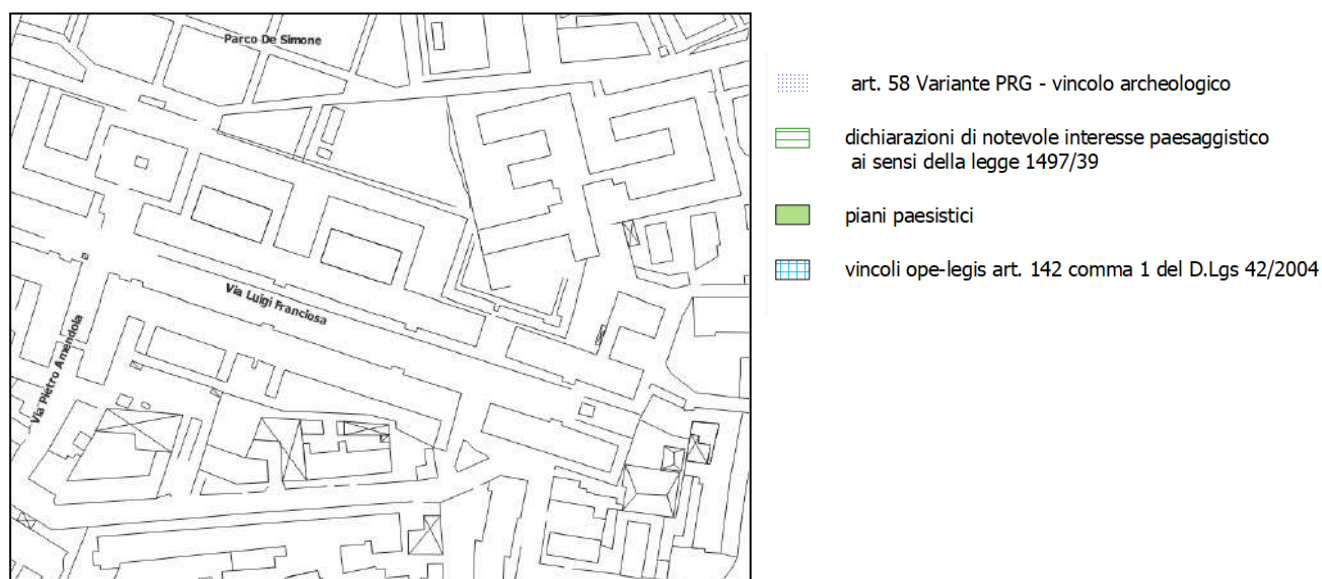 Parco De Simone
Via Luigi Franciosa
Via Pietro Amendola
art. 58 Variante PRG - vincolo archeologico
dichiarazioni di notevole interesse paesaggistico
ai sensi della legge 1497/39
piani paesistici
vincoli ope-legis art. 142 comma 1 del D.Lgs 42/2004